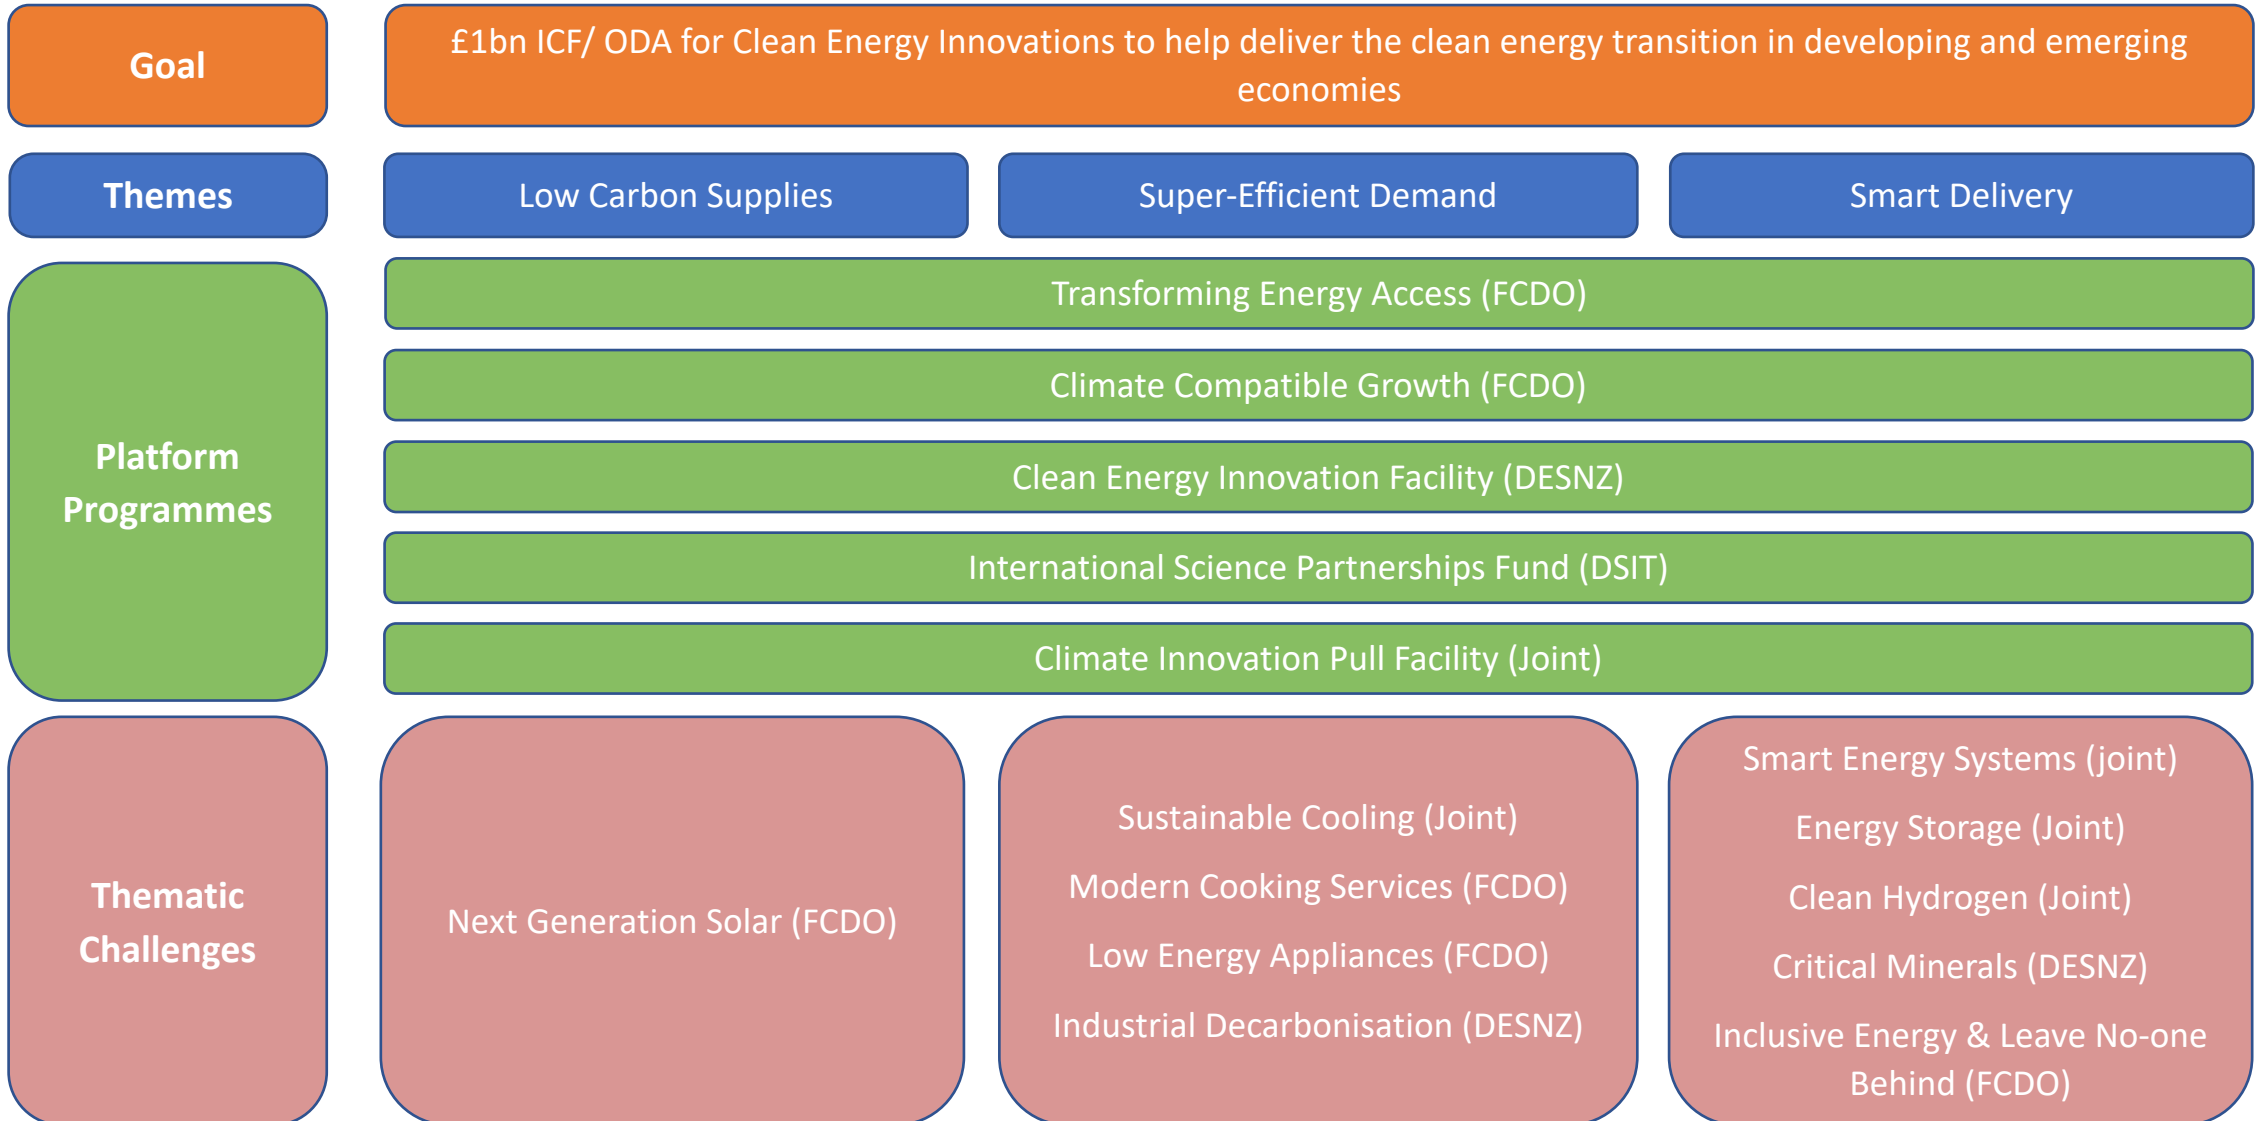 Goal
£1bn ICF/ ODA for Clean Energy Innovations to help deliver the clean energy transition in developing and emerging
economies
Themes
Low Carbon Supplies
Super-Efficient Demand
Smart Delivery
Platform
Programmes
Transforming Energy Access (FCDO)
Climate Compatible Growth (FCDO)
Clean Energy Innovation Facility (DESNZ)
International Science Partnerships Fund (DSIT)
Climate Innovation Pull Facility (Joint)
Thematic
Challenges
Next Generation Solar (FCDO)
Sustainable Cooling (Joint)
Modern Cooking Services (FCDO)
Low Energy Appliances (FCDO)
Industrial Decarbonisation (DESNZ)
Smart Energy Systems (joint)
Energy Storage (Joint)
Clean Hydrogen (Joint)
Critical Minerals (DESNZ)
Inclusive Energy & Leave No-one
Behind (FCDO)